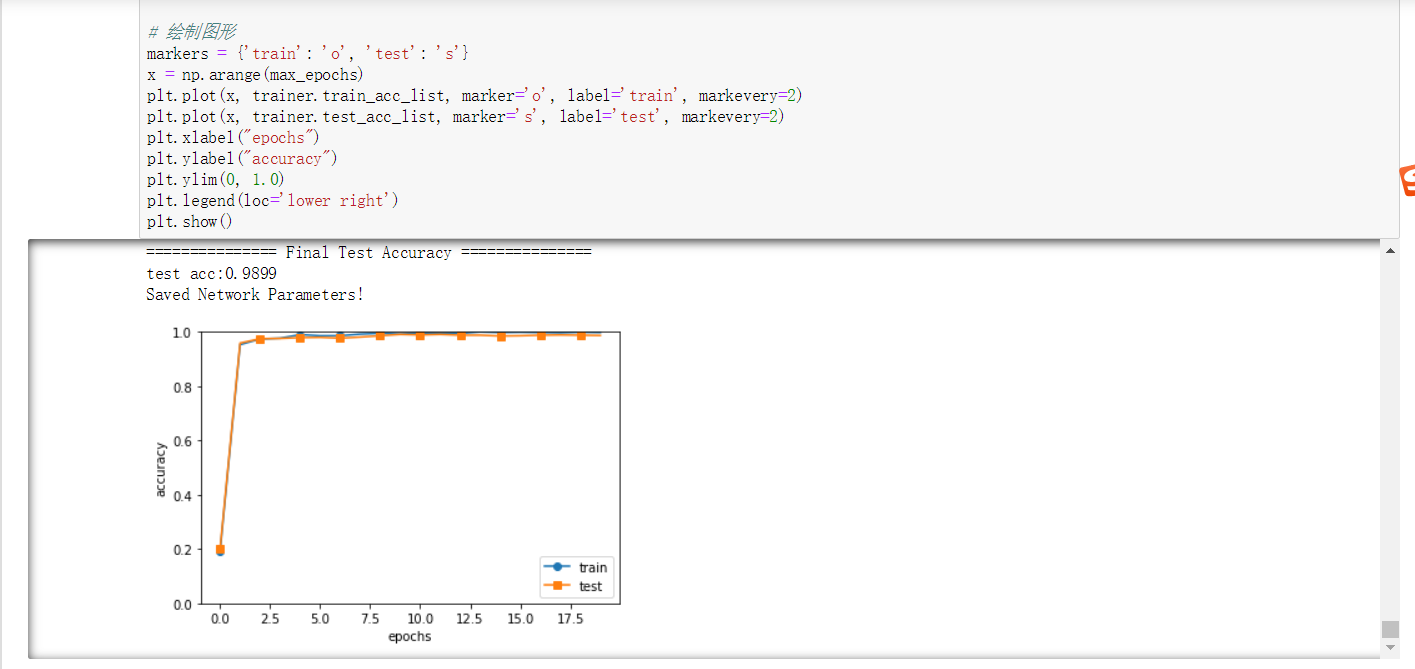 # 绘制图形
markers = {'train': 'o', 'test': 's'}
x = np.arange(max_epochs)
plt.plot(x, trainer.train_acc_list, marker='o', label='train', markevery=2)
plt.plot(x, trainer.test_acc_list, marker='s', label='test', markevery=2)
plt.xlabel("epochs")
plt.ylabel("accuracy")
plt.ylim(0, 1.0)
plt.legend(loc='lower right')
plt.show()
=============== Final Test Accuracy ===============
test acc:0.9899
Saved Network Parameters!
1.0
0.8
0.6
0.4
0.2
0.0
accuracy
train
test
0.0 2.5 5.0 7.5 10.0 12.5 15.0 17.5
epochs